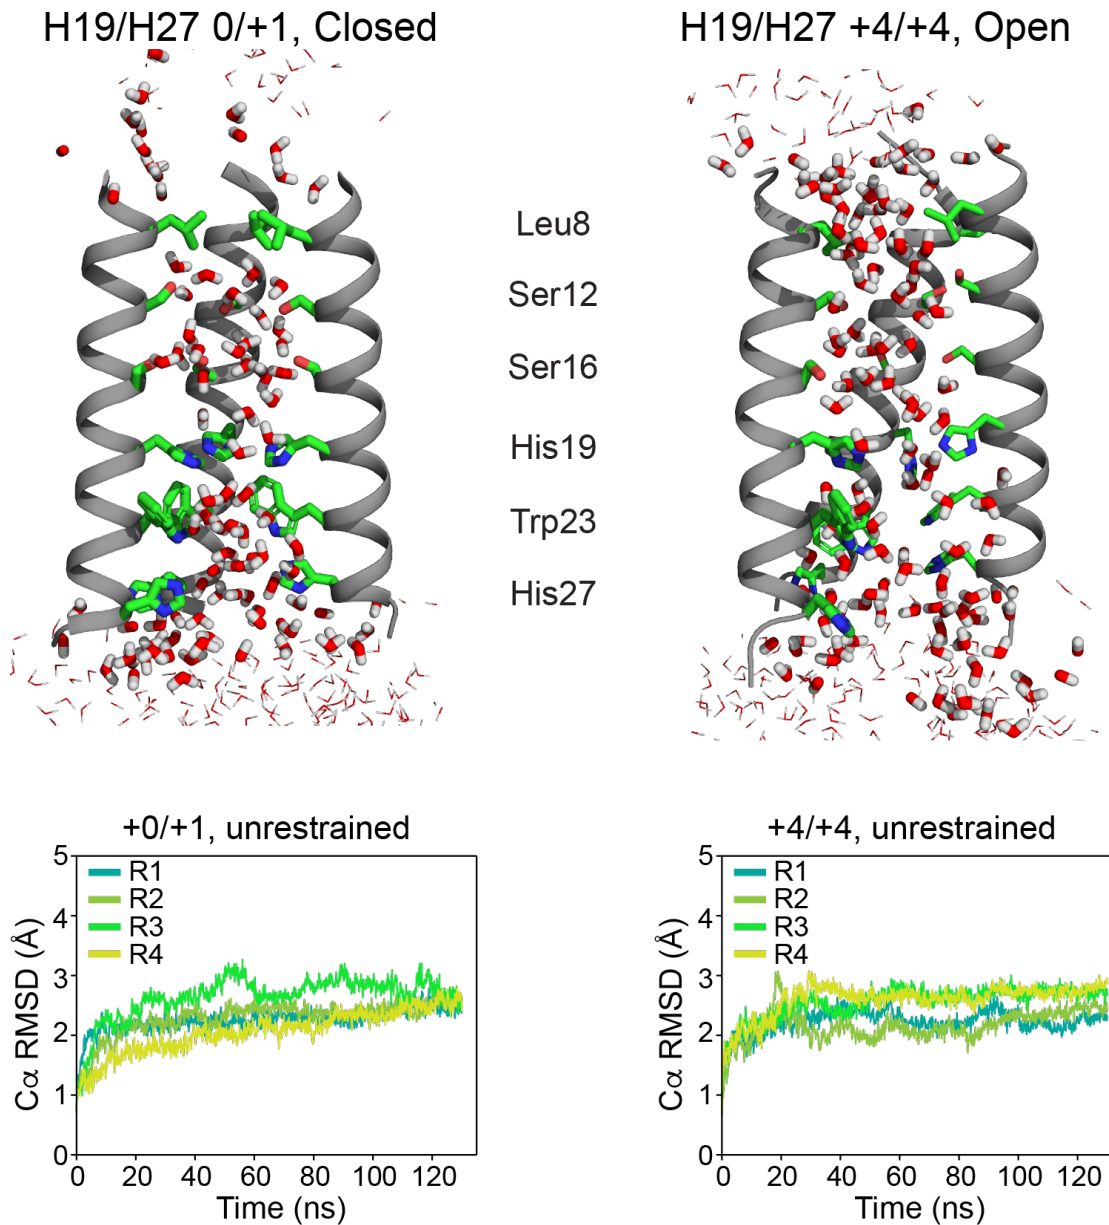 H19/H27 0/+1, Closed
H19/H27 +4/+4, Open
Leu8
Ser12
Ser16
His19
Trp23
His27
+0/+1, unrestrained
5
4
3
2
1
0
Cα RMSD (Å)
R1
R2
R3
R4
0 20 40 60 80 100 120
Time (ns)
+4/+4, unrestrained
5
4
3
2
1
0
Cα RMSD (Å)
R1
R2
R3
R4
0 20 40 60 80 100 120
Time (ns)